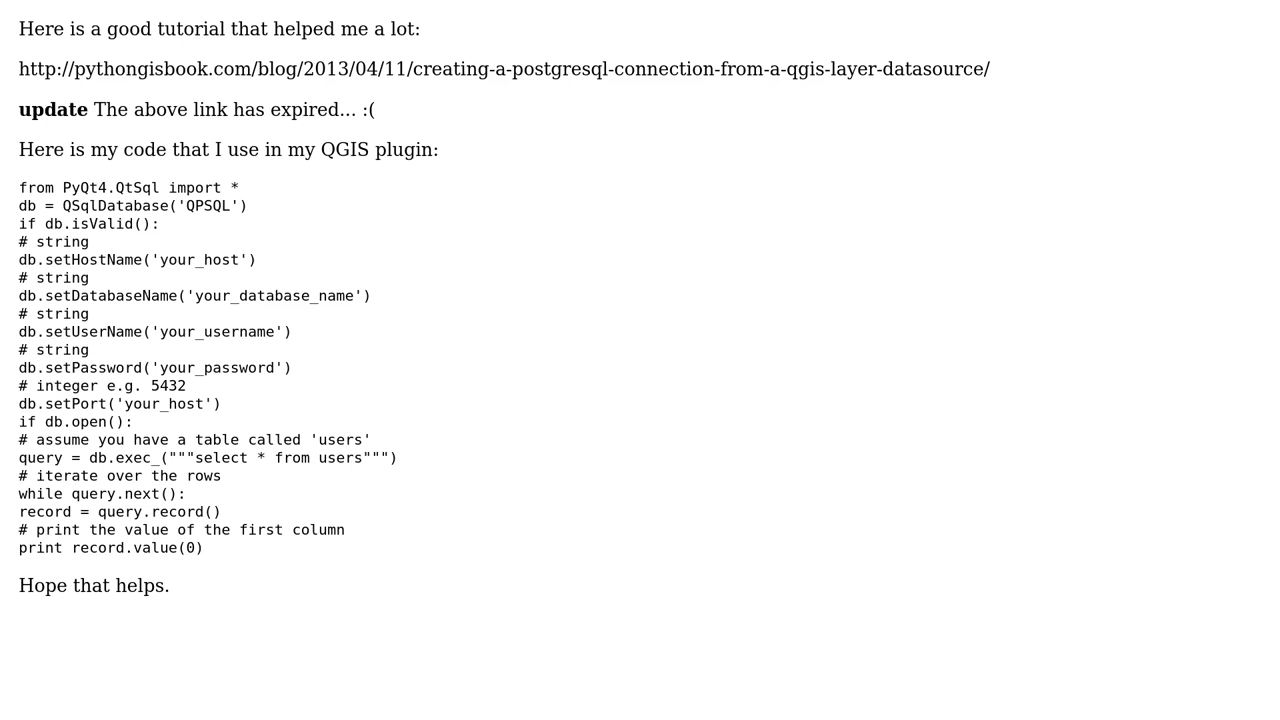 Here is a good tutorial that helped me a lot:
http://pythongisbook.com/blog/2013/04/11/creating-a-postgresql-connection-from-a-qgis-layer-datasource/
update The above link has expired... :(
Here is my code that I use in my QGIS plugin:
from PyQt4.QtSql import *
db = QSqlDatabase('QPSQL')
if db.isValid():
# string
db.setHostName('your_host')
# string
db.setDatabaseName('your_database_name')
# string
db.setUserName('your_username')
# string
db.setPassword('your_password')
# integer e.g. 5432
db.setPort('your_host')
if db.open():
# assume you have a table called 'users'
query = db.exec_("""select * from users""")
# iterate over the rows
while query.next():
record = query.record()
# print the value of the first column
print record.value(0)
Hope that helps.